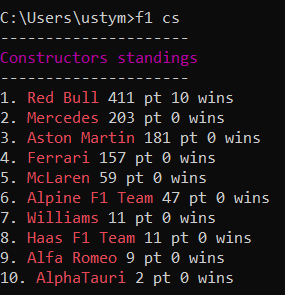 C:\Users\ustym>f1 cs
---------------------
Constructors standings
---------------------
1. Red Bull 411 pt 10 wins
2. Mercedes 203 pt 0 wins
3. Aston Martin 181 pt 0 wins
4. Ferrari 157 pt 0 wins
5. McLaren 59 pt 0 wins
6. Alpine F1 Team 47 pt 0 wins
7. Williams 11 pt 0 wins
8. Haas F1 Team 11 pt 0 wins
9. Alfa Romeo 9 pt 0 wins
10. AlphaTauri 2 pt 0 wins